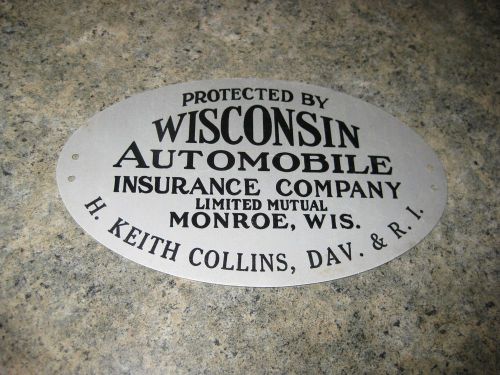 PROTECTED BY
WISCONSIN
AUTOMOBILE
INSURANCE COMPANY
LIMITED MUTUAL
MONROE, WIS.
H. KEITH COLLINS, DAV. & R. I.